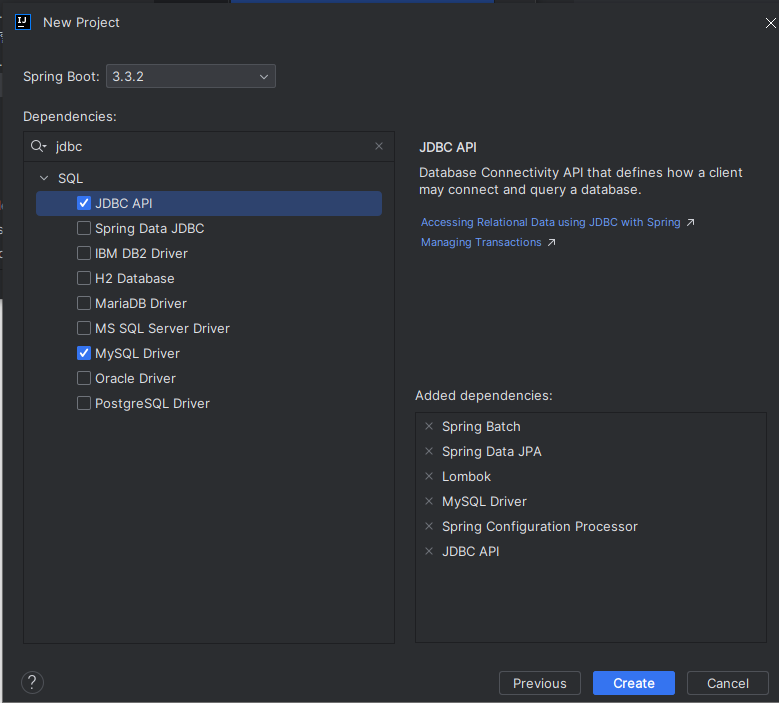 IJ
New Project
Spring Boot: 3.3.2
Dependencies:
jdbc
SQL
JDBC API
Spring Data JDBC
IBM DB2 Driver
H2 Database
MariaDB Driver
MS SQL Server Driver
MySQL Driver
Oracle Driver
PostgreSQL Driver
JDBC API
Database Connectivity API that defines how a client
may connect and query a database.
Accessing Relational Data using JDBC with Spring
Managing Transactions
Added dependencies:
Spring Batch
Spring Data JPA
Lombok
MySQL Driver
Spring Configuration Processor
JDBC API
?
Previous
Create
Cancel